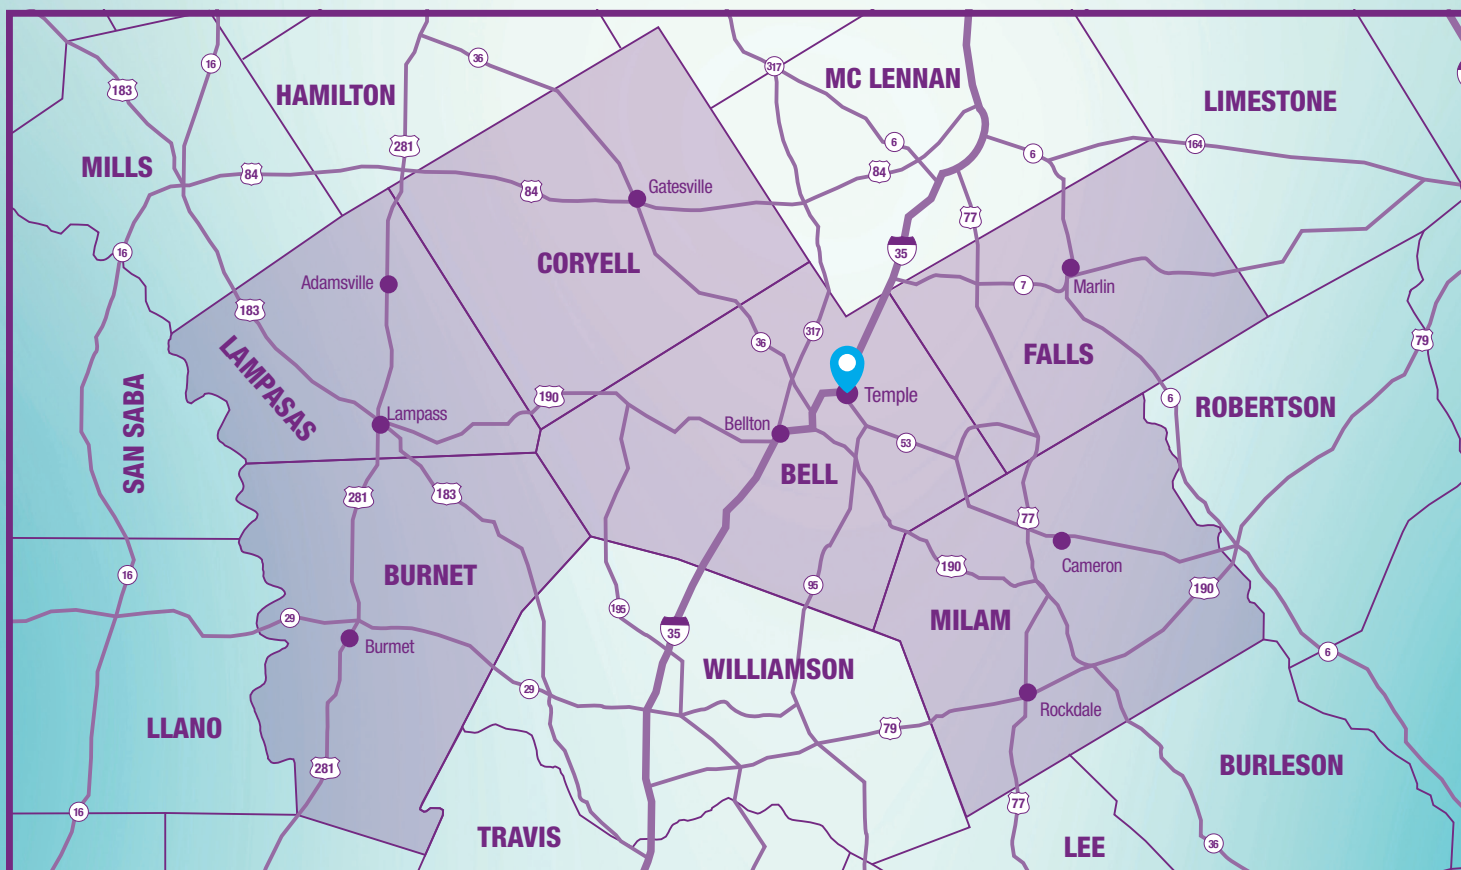 36
317
MC LENNAN
16
183
HAMILTON
LIMESTONE
281
6
6
164
MILLS
84
84
84
Gatesville
77
16
35
CORYELL
Adamsville
Marlin
7
183
317
36
79
LAMPASAS
FALLS
SAN SABA
190
Temple
6
ROBERTSON
Lampass
Bellton
53
BELL
281
183
77
Cameron
190
16
BURNET
95
190
29
195
MILAM
35
Burmet
6
WILLIAMSON
29
Rockdale
LLANO
79
281
BURLESON
16
77
TRAVIS
LEE
36